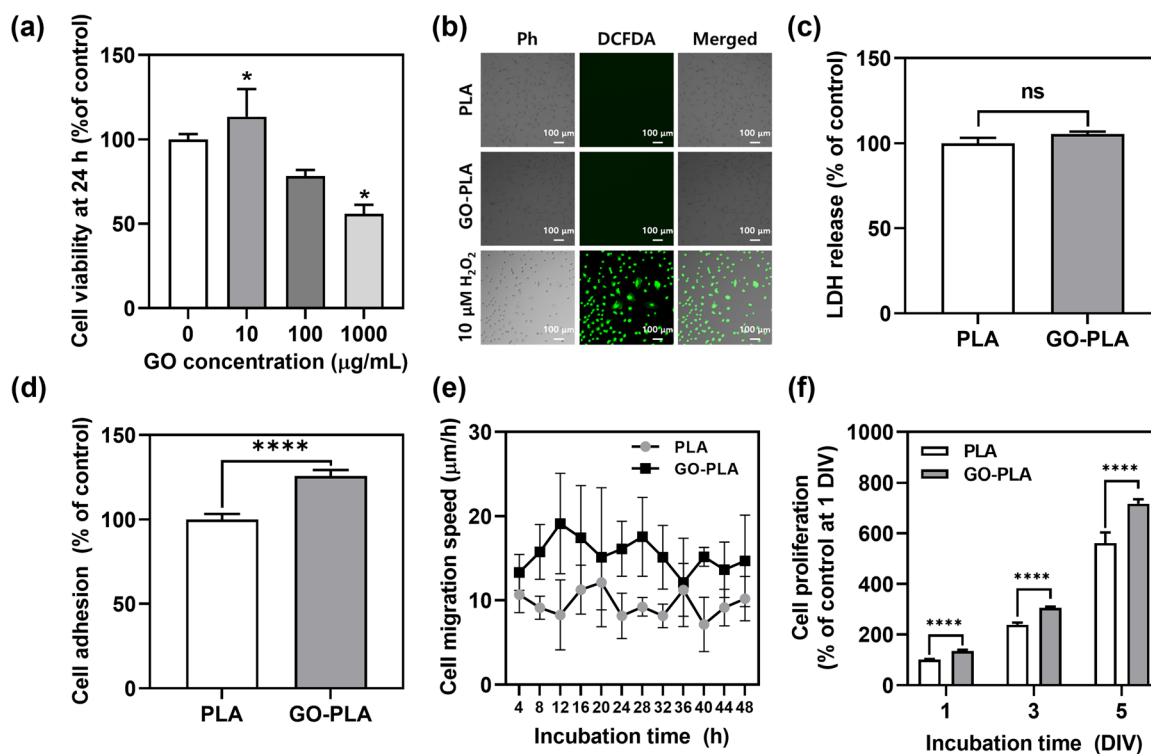 (a)
Cell viability at 24 h (%of control)
150
100
50
0
*
*
0 10 100 1000
GO concentration (μg/mL)
(b)
Ph DCFDA Merged
PLA
100 μm 100 μm 100 μm
GO-PLA
100 μm 100 μm 100 μm
10 μM H₂O₂
100 μm 100 μm 100 μm
(c)
LDH release (% of control)
150
100
50
0
ns
PLA GO-PLA
(d)
Cell adhesion (% of control)
150
100
50
0
****
PLA GO-PLA
(e)
Cell migration speed (μm/h)
30
20
10
0
PLA
GO-PLA
4 8 12 16 20 24 28 32 36 40 44 48
Incubation time (h)
(f)
Cell proliferation
(% of control at 1 DIV)
1000
800
600
400
200
0
PLA
GO-PLA
****
****
****
1 3 5
Incubation time (DIV)